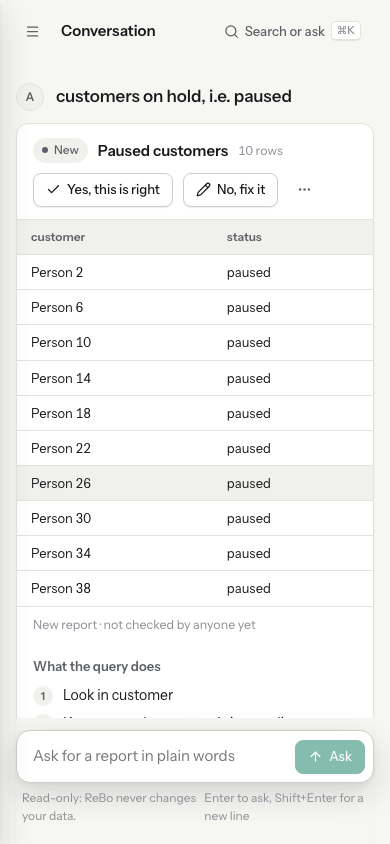 Conversation
Search or ask ⌘K
A customers on hold, i.e. paused
New Paused customers 10 rows
Yes, this is right No, fix it ...
customer status
Person 2 paused
Person 6 paused
Person 10 paused
Person 14 paused
Person 18 paused
Person 22 paused
Person 26 paused
Person 30 paused
Person 34 paused
Person 38 paused
New report · not checked by anyone yet
What the query does
1 Look in customer
Ask for a report in plain words Ask
Read-only: ReBo never changes your data.
Enter to ask, Shift+Enter for a new line